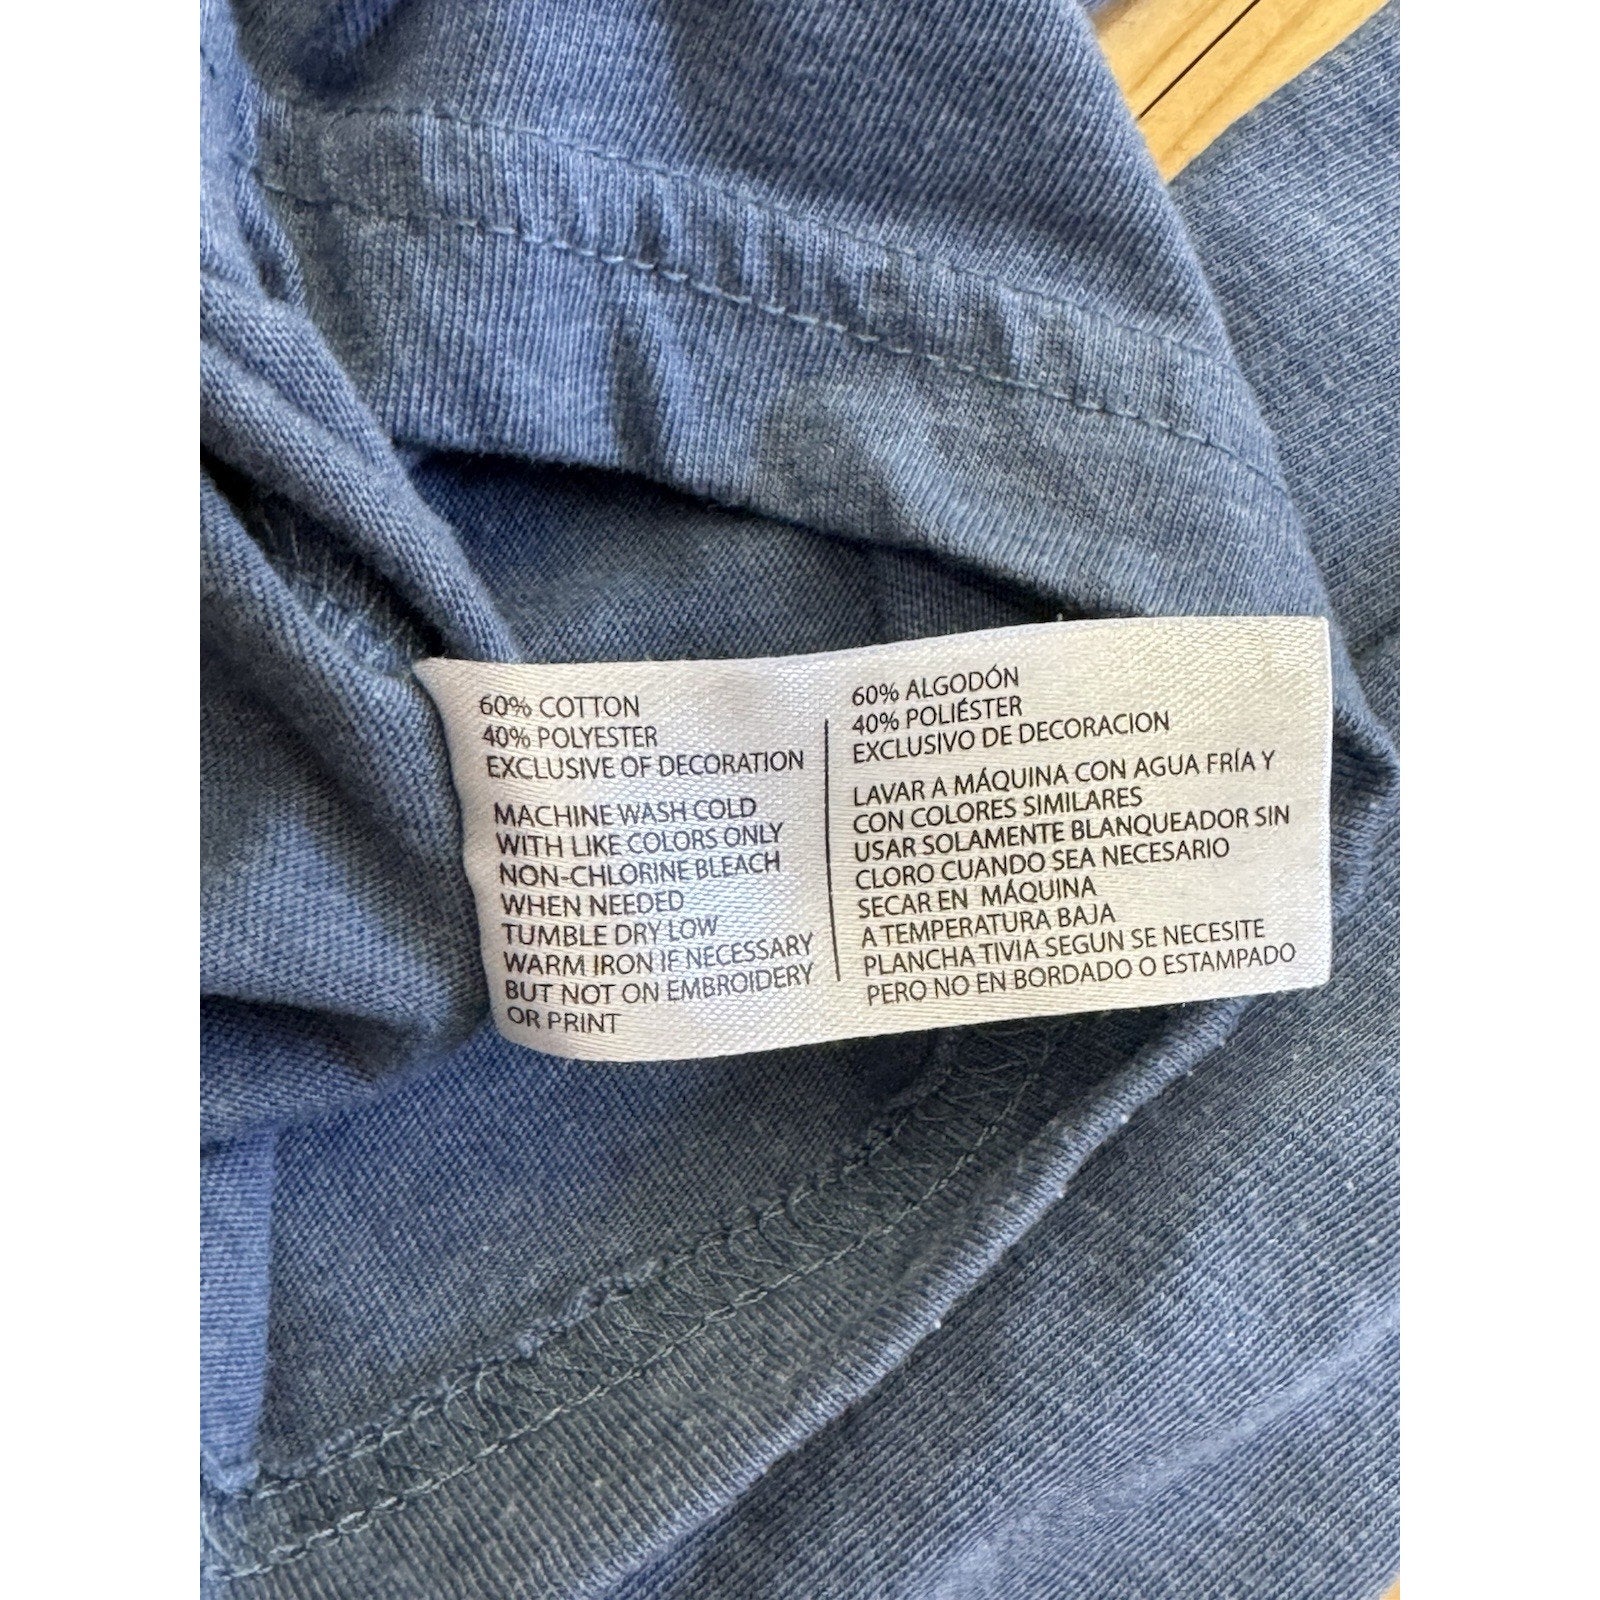 60% COTTON
40% POLYESTER
EXCLUSIVE OF DECORATION
MACHINE WASH COLD
WITH LIKE COLORS ONLY
NON-CHLORINE BLEACH
WHEN NEEDED
TUMBLE DRY LOW
WARM IRON IF NECESSARY
BUT NOT ON EMBROIDERY
OR PRINT
60% ALGODÓN
40% POLIÉSTER
EXCLUSIVO DE DECORACION
LAVAR A MÁQUINA CON AGUA FRÍA Y
CON COLORES SIMILARES
USAR SOLAMENTE BLANQUEADOR SIN
CLORO CUANDO SEA NECESARIO
SECAR EN MÁQUINA
A TEMPERATURA BAJA
PLANCHA TIVIA SEGUN SE NECESITE
PERO NO EN BORDADO O ESTAMPADO